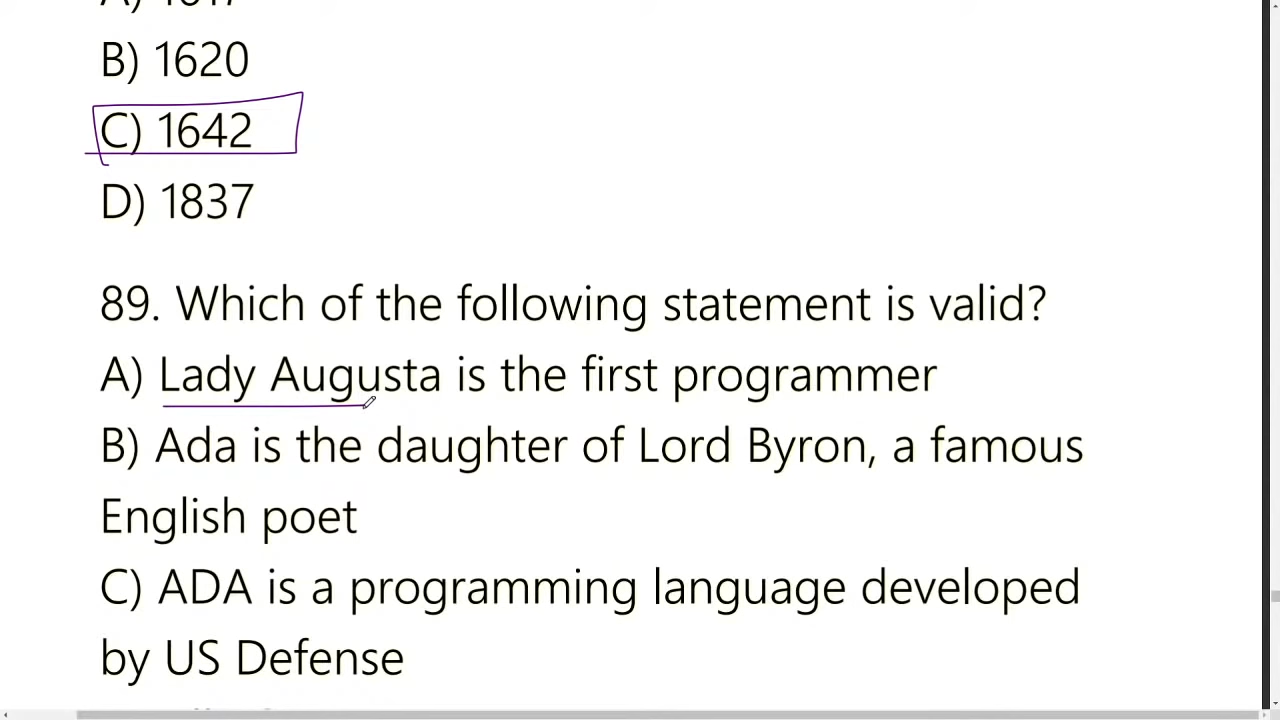 B) 1620
C) 1642
D) 1837
89. Which of the following statement is valid?
A) Lady Augusta is the first programmer
B) Ada is the daughter of Lord Byron, a famous
English poet
C) ADA is a programming language developed
by US Defense